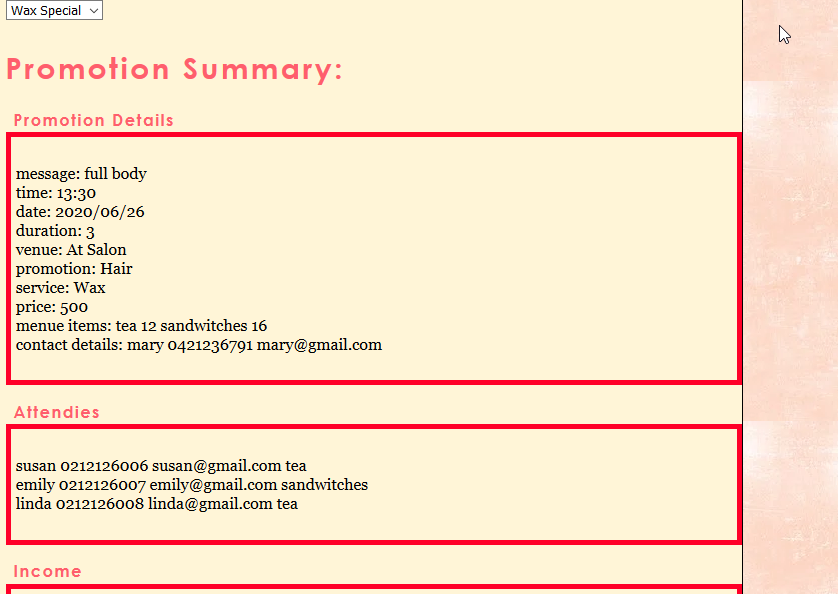 Wax Special
Promotion Summary:
Promotion Details
message: full body
time: 13:30
date: 2020/06/26
duration: 3
venue: At Salon
promotion: Hair
service: Wax
price: 500
menue items: tea 12 sandwitches 16
contact details: mary 0421236791 mary@gmail.com
Attendies
susan 0212126006 susan@gmail.com tea
emily 0212126007 emily@gmail.com sandwitches
linda 0212126008 linda@gmail.com tea
Income